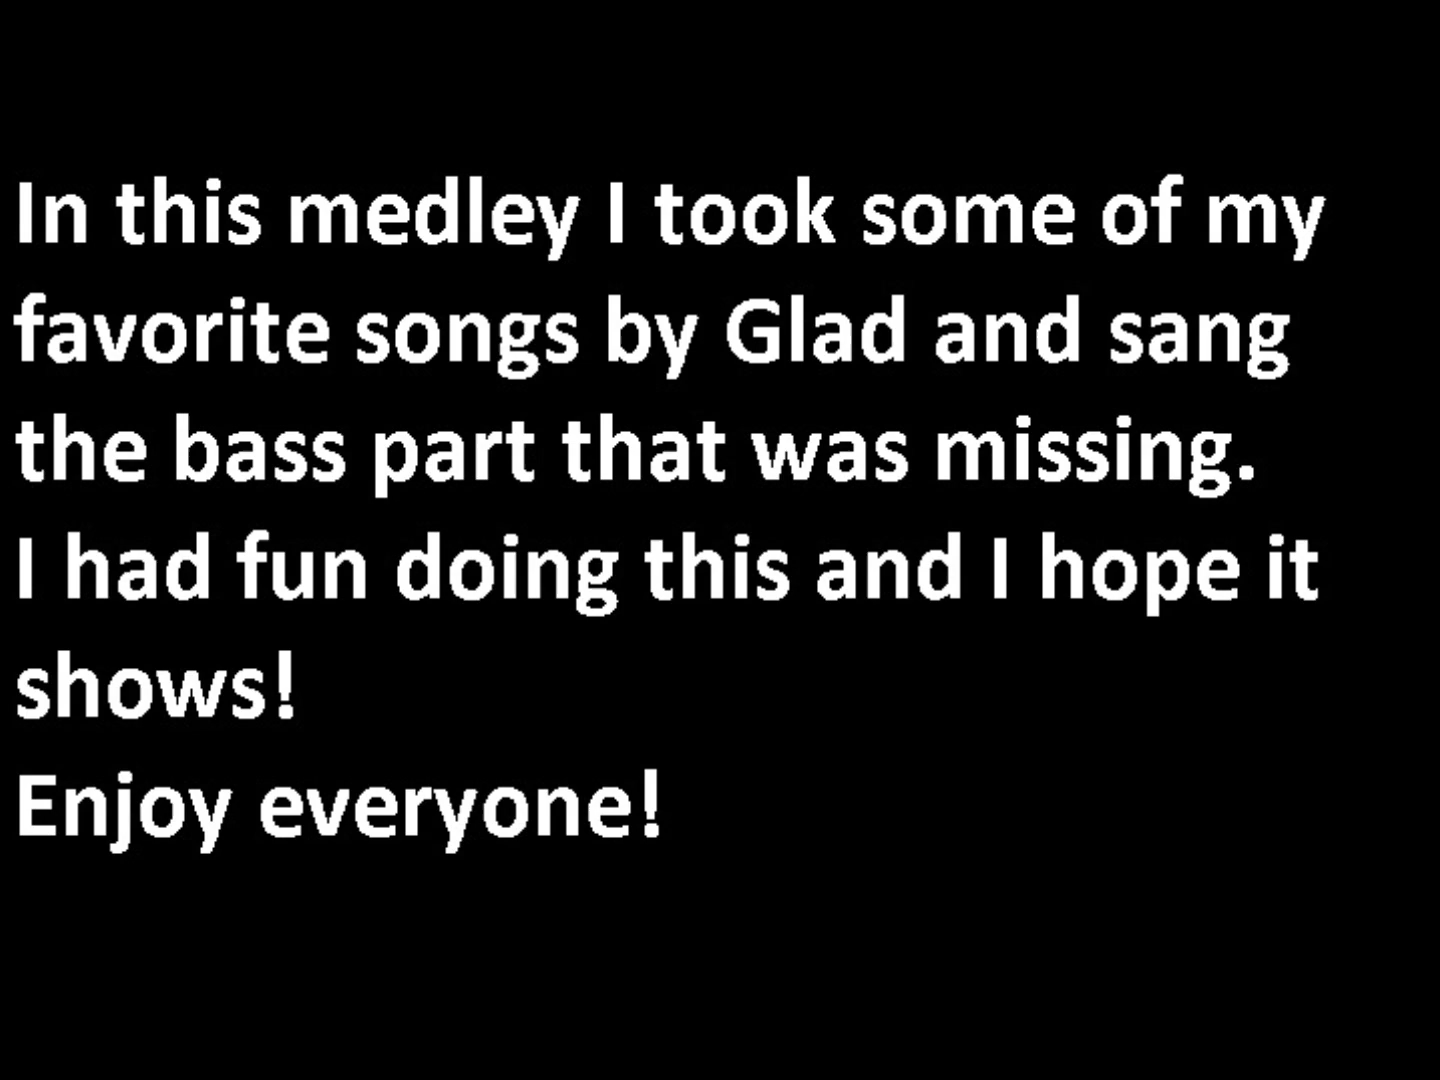 In this medley I took some of my
favorite songs by Glad and sang
the bass part that was missing.
I had fun doing this and I hope it
shows!
Enjoy everyone!